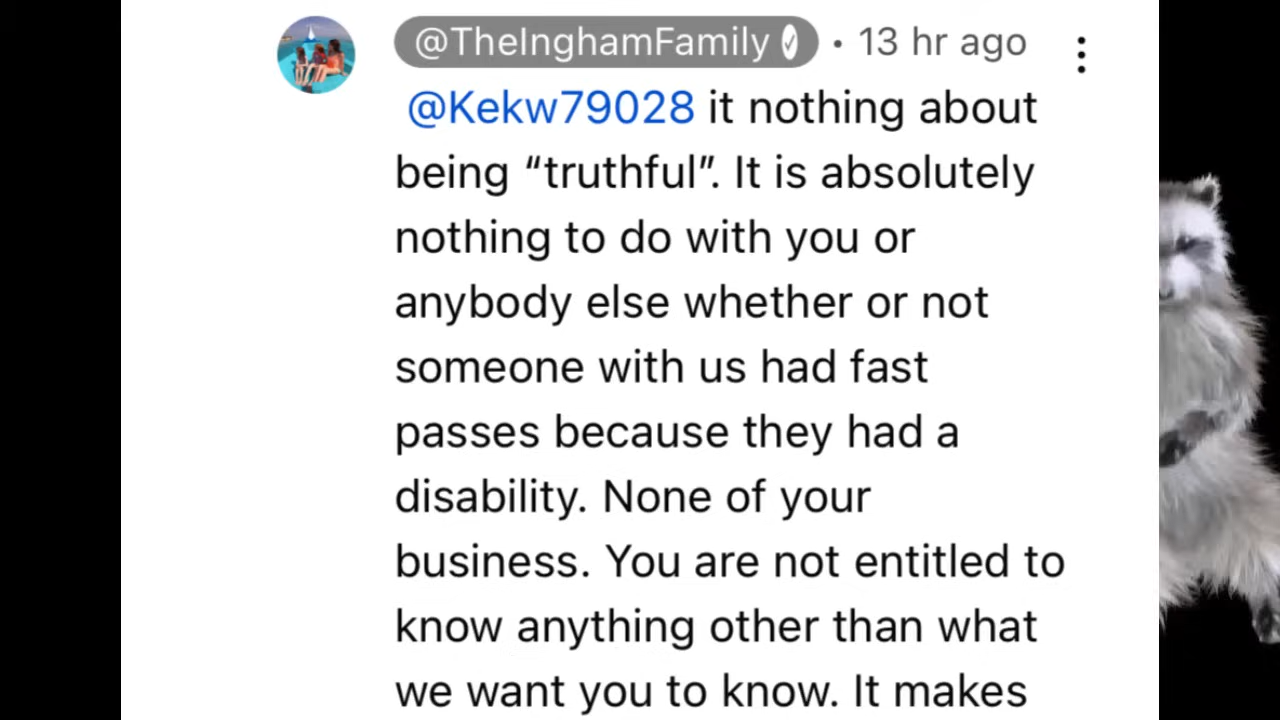 @TheInghamFamily • 13 hr ago
@Kekw79028 it nothing about
being “truthful”. It is absolutely
nothing to do with you or
anybody else whether or not
someone with us had fast
passes because they had a
disability. None of your
business. You are not entitled to
know anything other than what
we want you to know. It makes